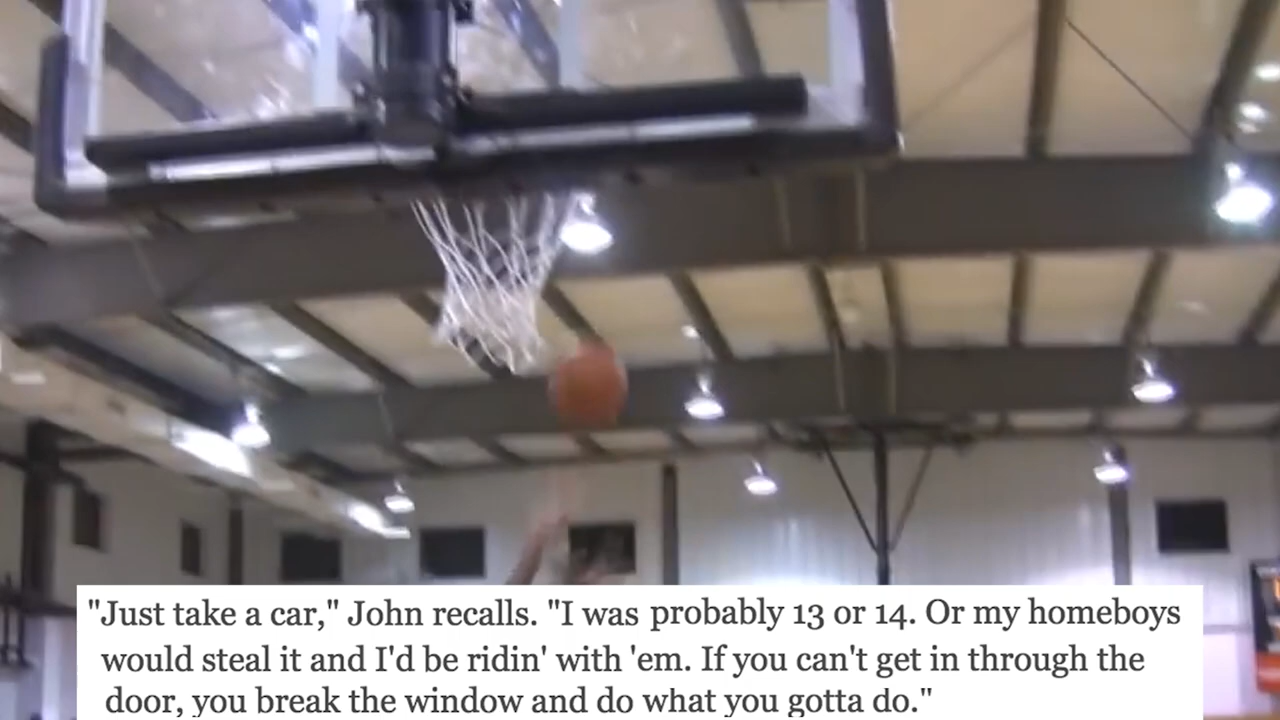 "Just take a car," John recalls. "I was probably 13 or 14. Or my homeboys
would steal it and I'd be ridin' with 'em. If you can't get in through the
door, you break the window and do what you gotta do."